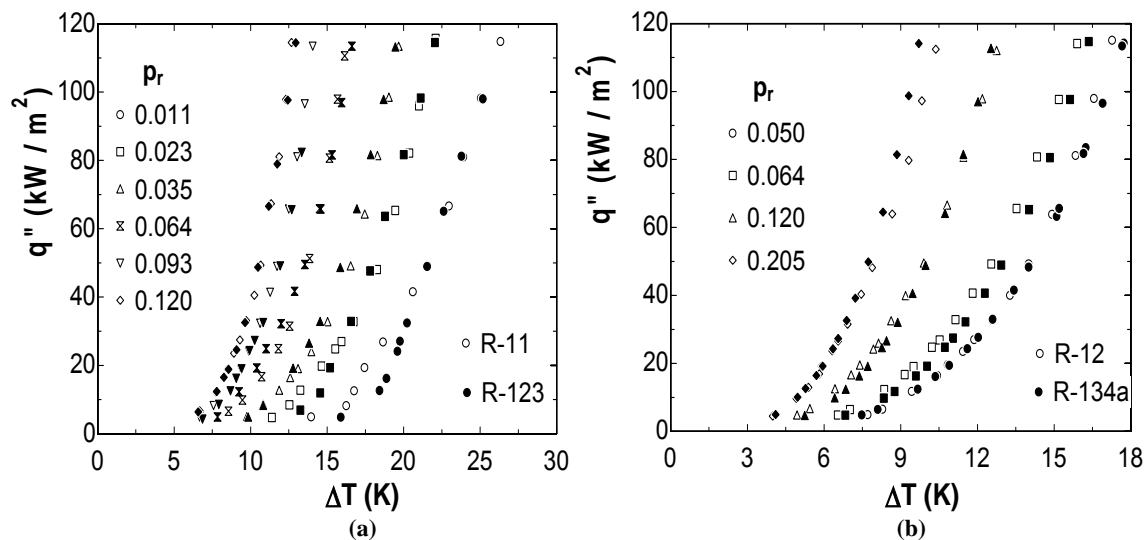 120
100
80
60
40
20
0
q" (kW / m²)
pᵣ
0.011
0.023
0.035
0.064
0.093
0.120
R-11
R-123
0 5 10 15 20 25 30
ΔT (K)
(a)
120
100
80
60
40
20
0
q" (kW / m²)
pᵣ
0.050
0.064
0.120
0.205
R-12
R-134a
0 3 6 9 12 15 18
ΔT (K)
(b)